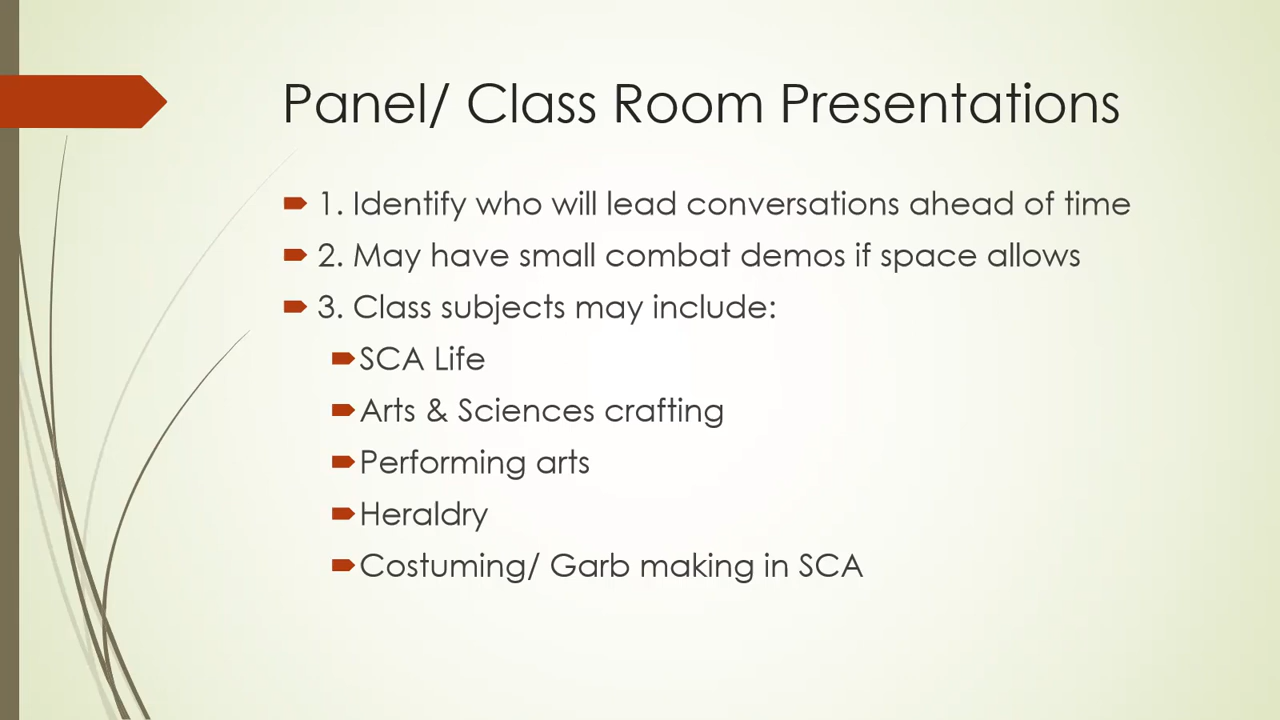 Panel/ Class Room Presentations
1. Identify who will lead conversations ahead of time
2. May have small combat demos if space allows
3. Class subjects may include:
SCA Life
Arts & Sciences crafting
Performing arts
Heraldry
Costuming/ Garb making in SCA